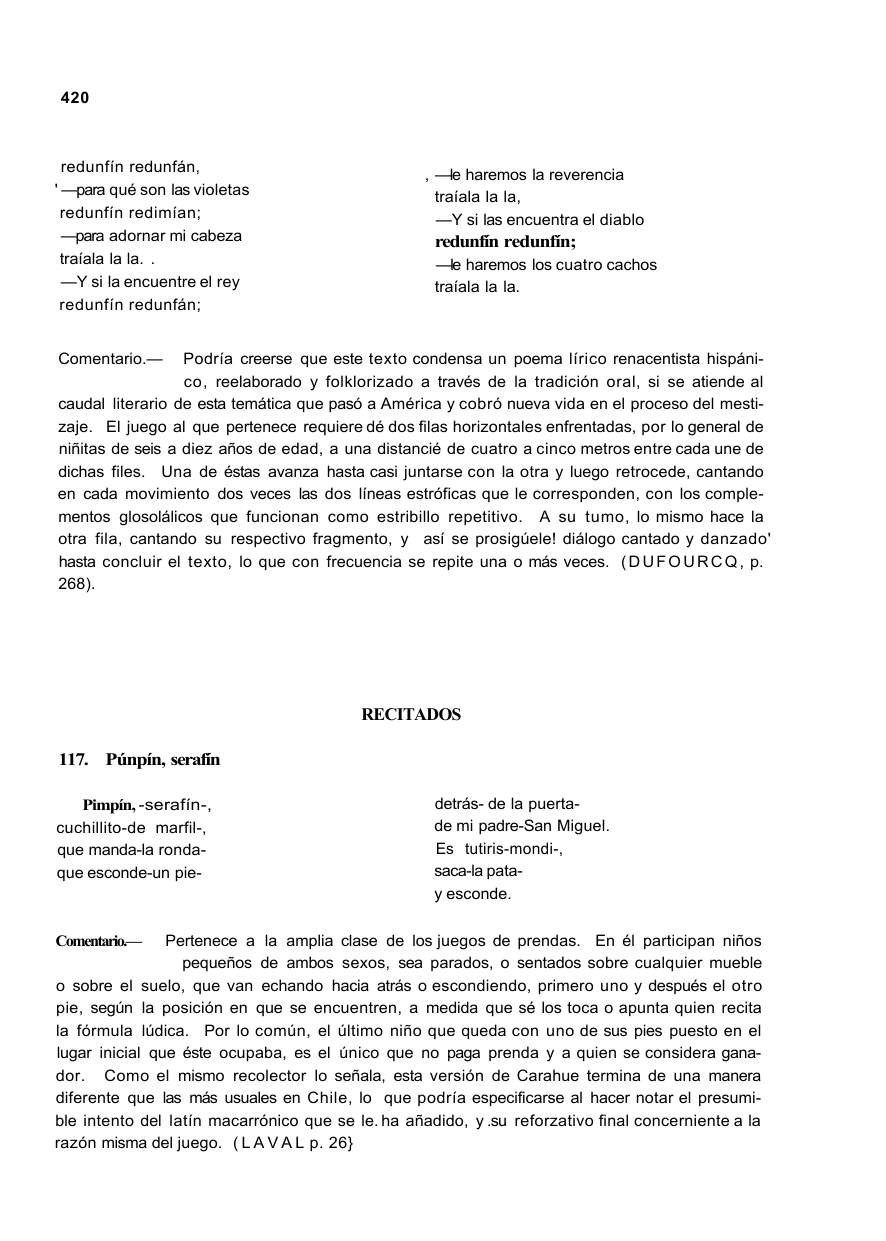 420
redunfín redunfán,
' —para qué son las violetas
redunfín redimían;
—para adornar mi cabeza
traíala la la. .
—Y si la encuentre el rey
redunfín redunfán;
, —le haremos la reverencia
traíala la la,
—Y si las encuentra el diablo
redunfín redunfín;
—le haremos los cuatro cachos
traíala la la.
Comentario.— Podría creerse que este texto condensa un poema lírico renacentista hispáni-
co, reelaborado y folklorizado a través de la tradición oral, si se atiende al
caudal literario de esta temática que pasó a América y cobró nueva vida en el proceso del mesti-
zaje. El juego al que pertenece requiere dé dos filas horizontales enfrentadas, por lo general de
niñitas de seis a diez años de edad, a una distancié de cuatro a cinco metros entre cada une de
dichas files. Una de éstas avanza hasta casi juntarse con la otra y luego retrocede, cantando
en cada movimiento dos veces las dos líneas estróficas que le corresponden, con los comple-
mentos glosolálicos que funcionan como estribillo repetitivo. A su tumo, lo mismo hace la
otra fila, cantando su respectivo fragmento, y así se prosigúele! diálogo cantado y danzado'
hasta concluir el texto, lo que con frecuencia se repite una o más veces. (DUFOURCQ, p.
268).
RECITADOS
117. Púnpín, serafín
Pimpín, -serafín-,
cuchillito-de marfil-,
que manda-la ronda-
que esconde-un pie-
detrás- de la puerta-
de mi padre-San Miguel.
Es tutiris-mondi-,
saca-la pata-
y esconde.
Comentario.— Pertenece a la amplia clase de los juegos de prendas. En él participan niños
pequeños de ambos sexos, sea parados, o sentados sobre cualquier mueble
o sobre el suelo, que van echando hacia atrás o escondiendo, primero uno y después el otro
pie, según la posición en que se encuentren, a medida que sé los toca o apunta quien recita
la fórmula lúdica. Por lo común, el último niño que queda con uno de sus pies puesto en el
lugar inicial que éste ocupaba, es el único que no paga prenda y a quien se considera gana-
dor. Como el mismo recolector lo señala, esta versión de Carahue termina de una manera
diferente que las más usuales en Chile, lo que podría especificarse al hacer notar el presumi-
ble intento del latín macarrónico que se le. ha añadido, y .su reforzativo final concerniente a la
razón misma del juego. (LAVAL p. 26}